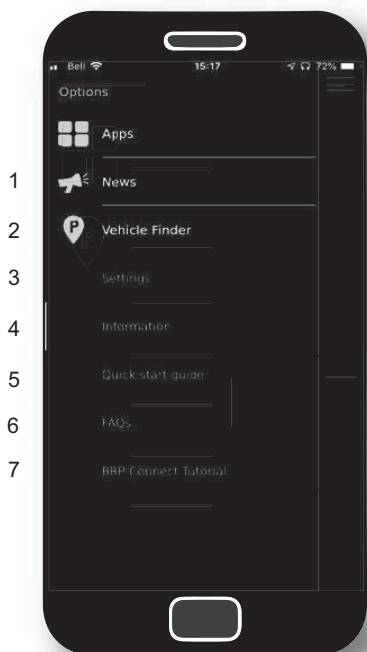 Bell 15:17 72%
Options
Apps
1 News
2 Vehicle Finder
P
3 Settings
4 Information
5 Quick start guide
6 FAQs
7 BRP Connect Tutorial